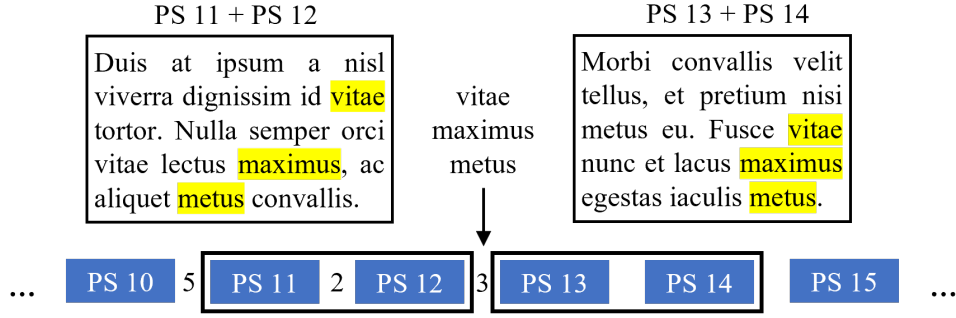 PS 11 + PS 12
Duis at ipsum a nisl
viverra dignissim id vitae
tortor. Nulla semper orci
vitae lectus maximus, ac
aliquet metus convallis.
vitae
maximus
metus
PS 13 + PS 14
Morbi convallis velit
tellus, et pretium nisi
metus eu. Fusce vitae
nunc et lacus maximus
egestas iaculis metus.
... PS 10 5 PS 11 2 PS 12 3 PS 13 PS 14 PS 15 ...